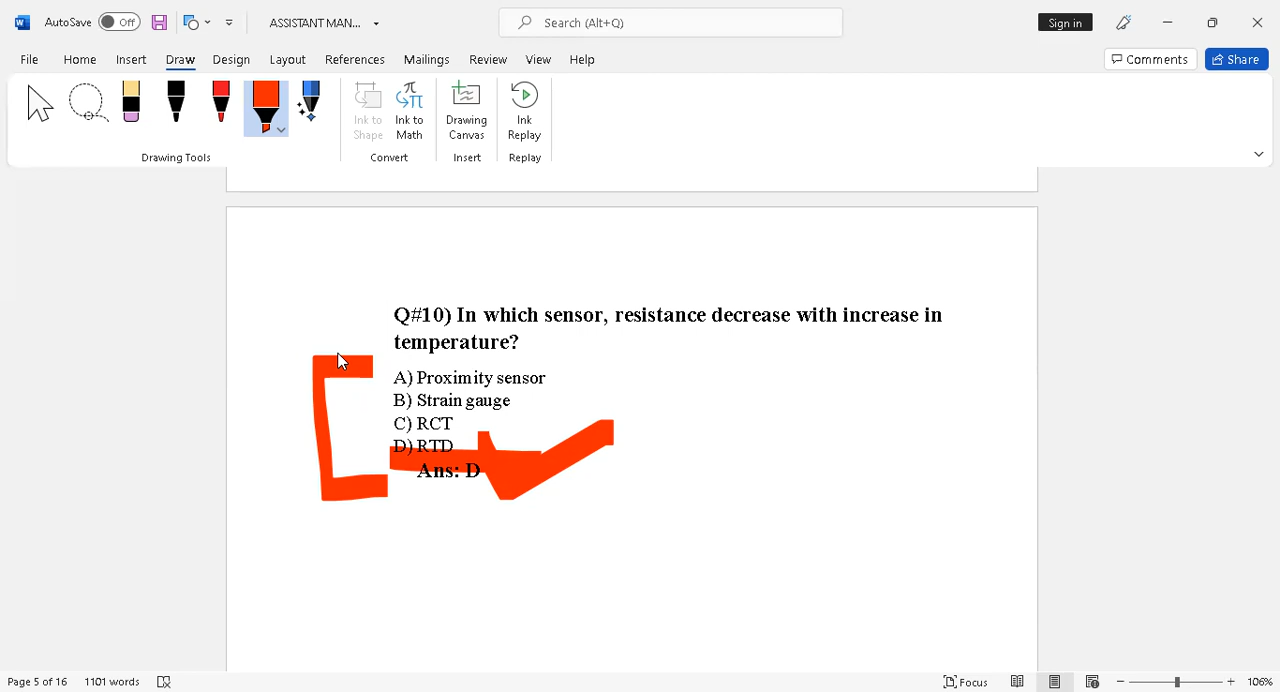 AutoSave Off ASSISTANT MAN... Search (Alt+Q) Sign in
File Home Insert Draw Design Layout References Mailings Review View Help Comments Share
Ink to Shape
Ink to Math
Drawing Canvas
Ink Replay
Drawing Tools Convert Insert Replay
Q#10) In which sensor, resistance decrease with increase in
temperature?
A) Proximity sensor
B) Strain gauge
C) RCT
D) RTD
Ans: D
Page 5 of 16 1101 words Focus 106%